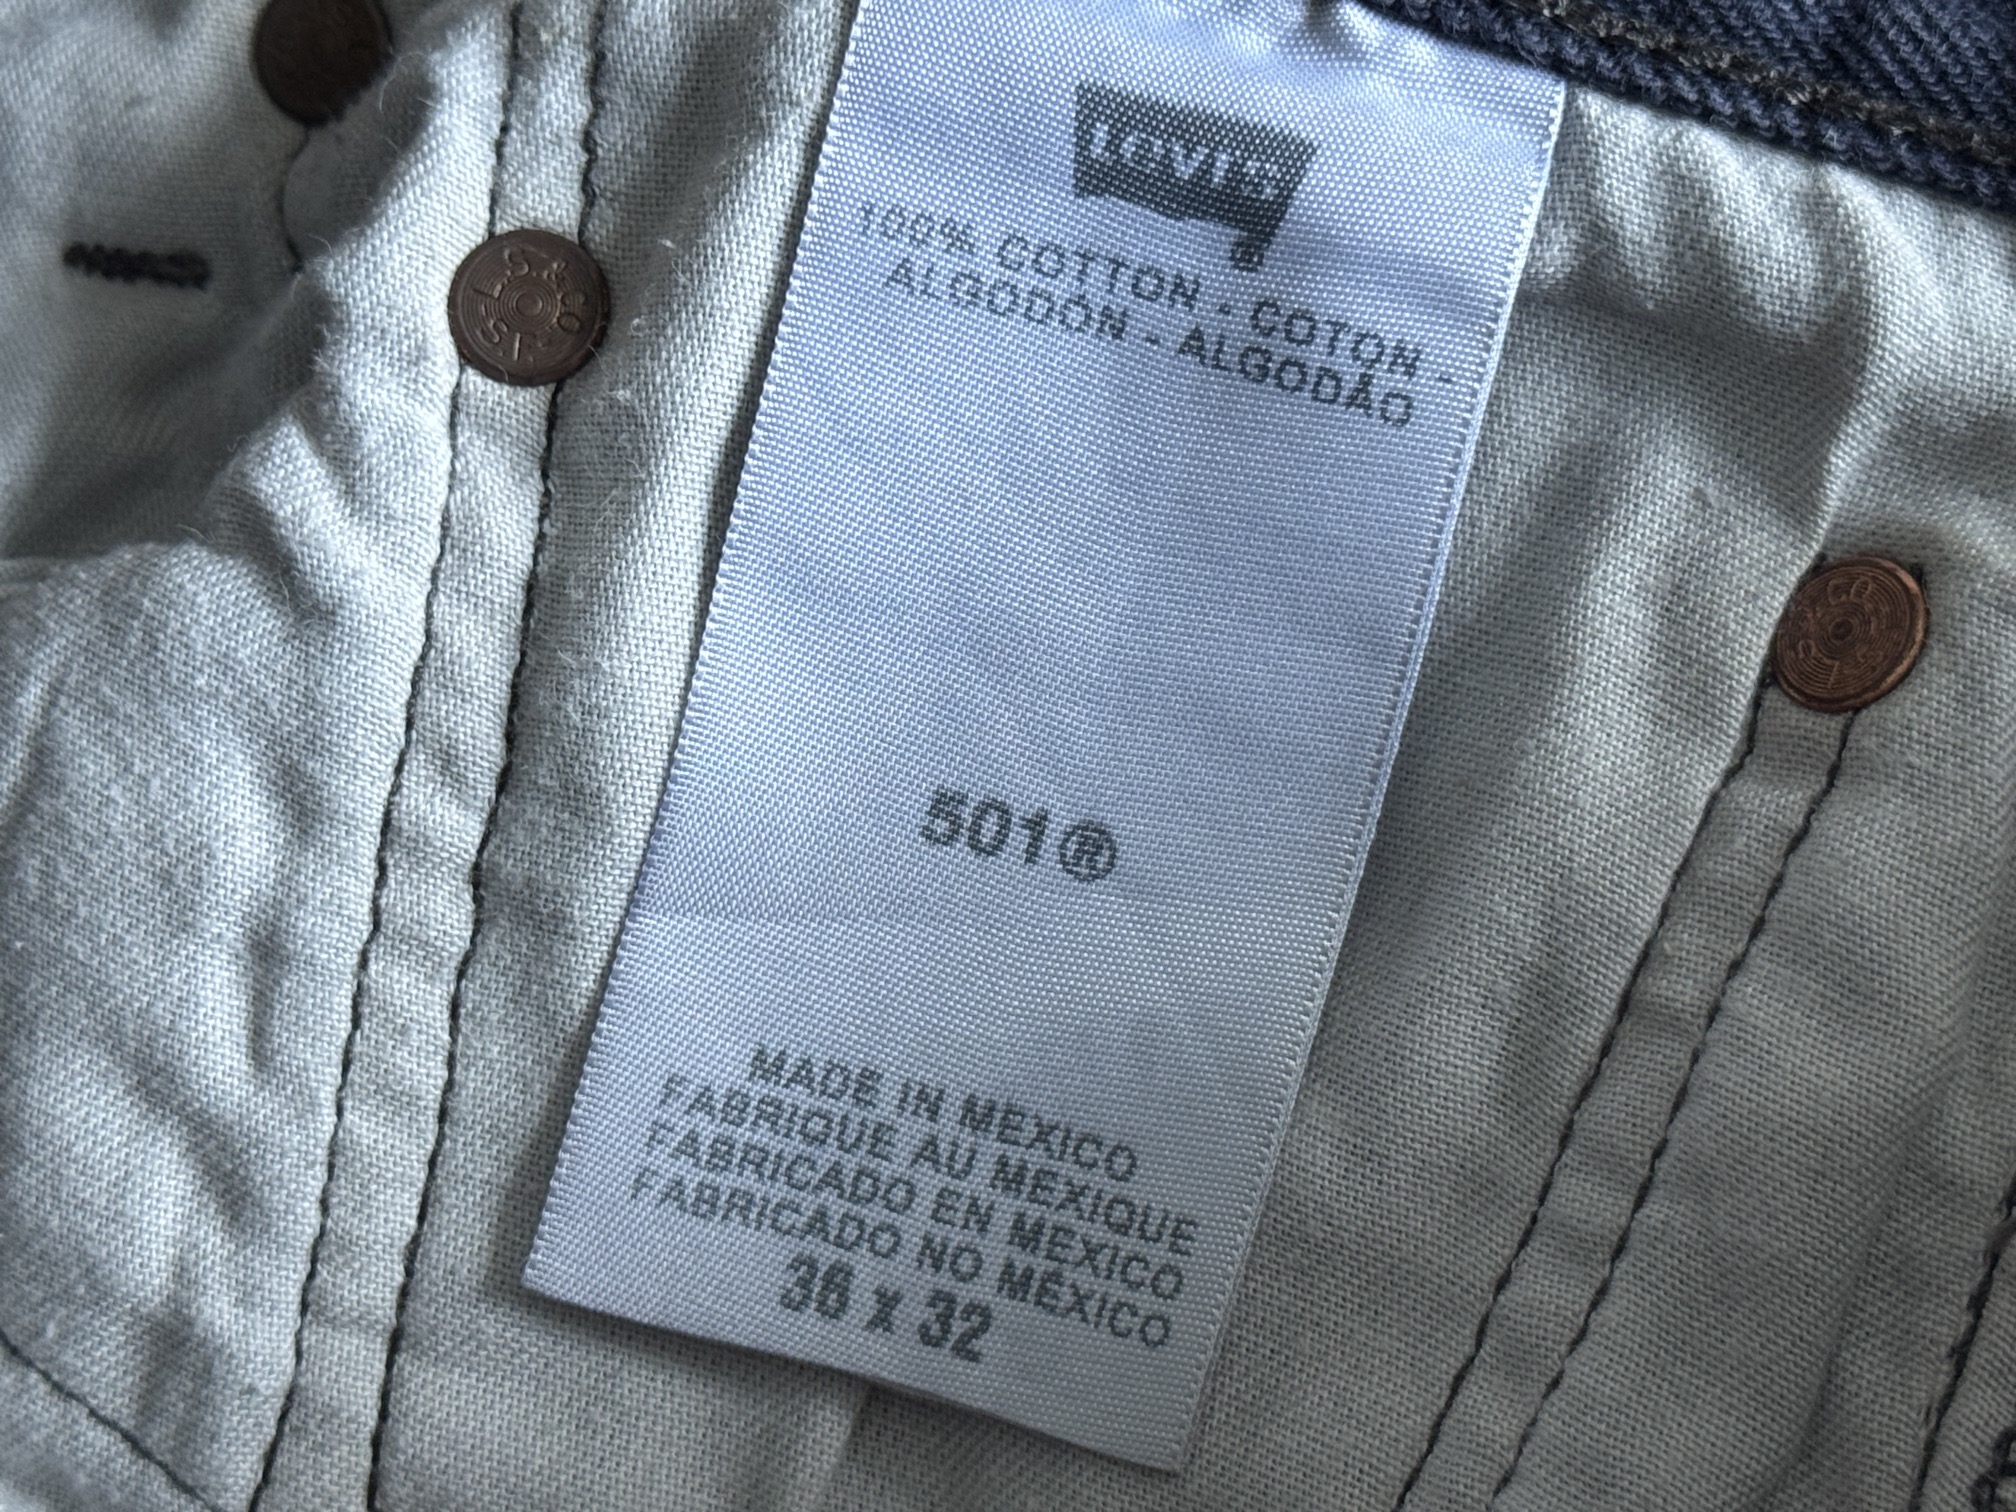 Levi's
100% COTTON - COTON -
ALGODÓN - ALGODÃO
501®
MADE IN MEXICO
FABRIQUE AU MEXIQUE
FABRICADO EN MEXICO
FABRICADO NO MÉXICO
36 x 32
L.S. & CO S.F.